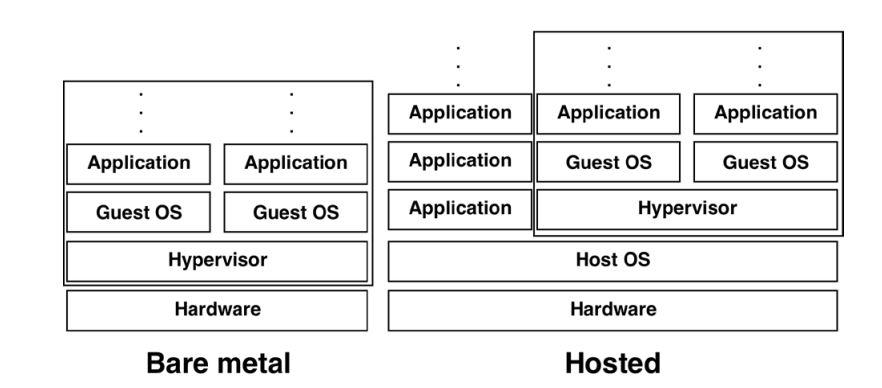 Application Application Application
Application Application Application Guest OS Guest OS
Guest OS Guest OS Application Hypervisor
Hypervisor Host OS
Hardware Hardware
Bare metal Hosted